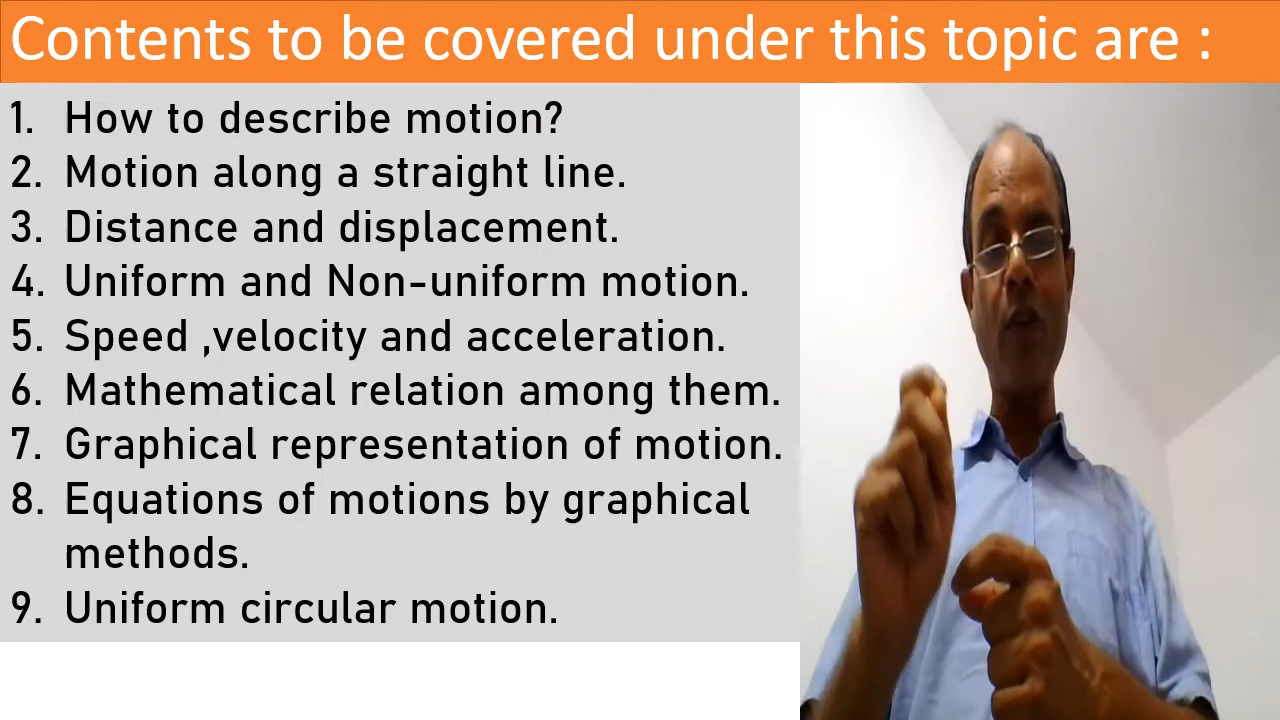 Contents to be covered under this topic are :
1. How to describe motion?
2. Motion along a straight line.
3. Distance and displacement.
4. Uniform and Non-uniform motion.
5. Speed ,velocity and acceleration.
6. Mathematical relation among them.
7. Graphical representation of motion.
8. Equations of motions by graphical
methods.
9. Uniform circular motion.